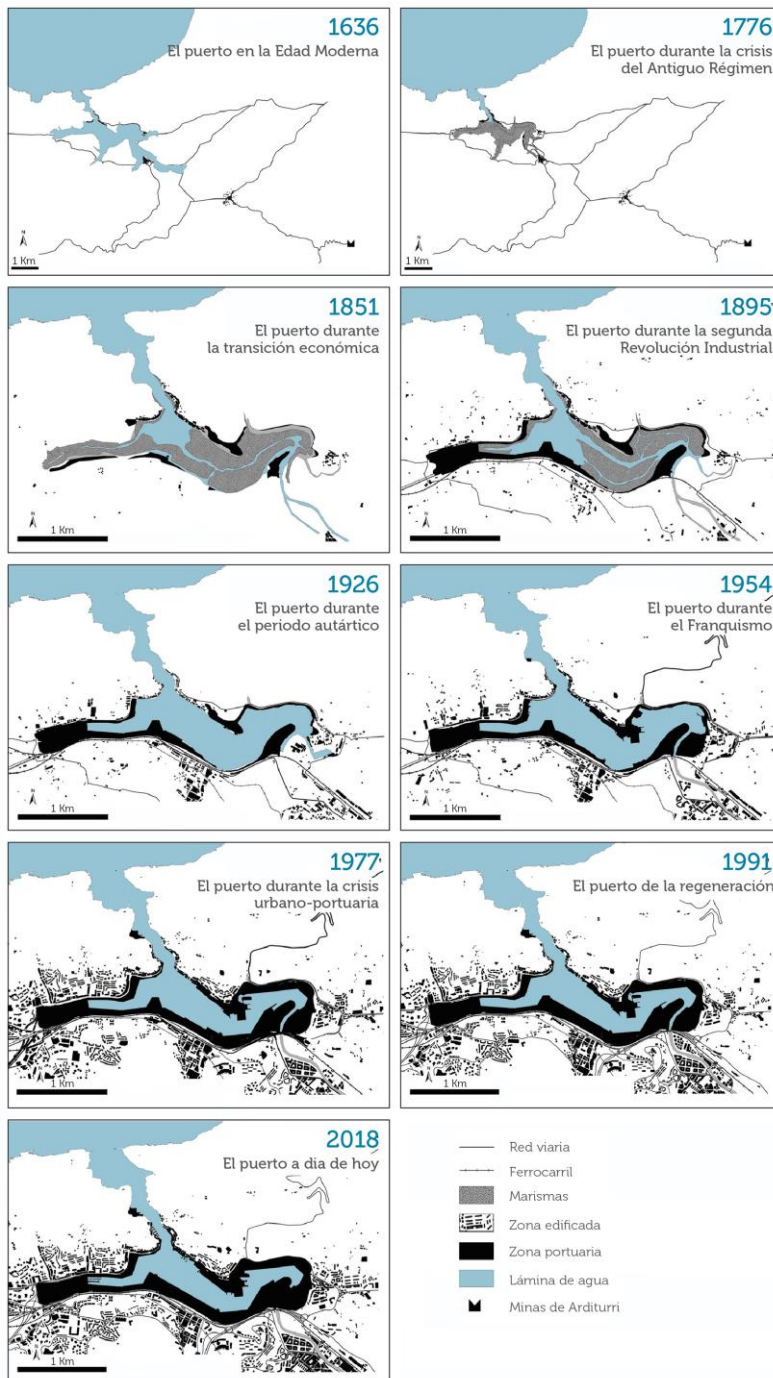 1636
El puerto en la Edad Moderna
N
1 Km
1776
El puerto durante la crisis
del Antiguo Régimen
N
1 Km
1851
El puerto durante
la transición económica
N
1 Km
1895
El puerto durante la segunda
Revolución Industrial
N
1 Km
1926
El puerto durante
el periodo autártico
N
1 Km
1954
El puerto durante
el Franquismo
N
1 Km
1977
El puerto durante la crisis
urbano-portuaria
N
1 Km
1991
El puerto de la regeneración
N
1 Km
2018
El puerto a dia de hoy
N
1 Km
Red viaria
Ferrocarril
Marismas
Zona edificada
Zona portuaria
Lámina de agua
Minas de Arditurri